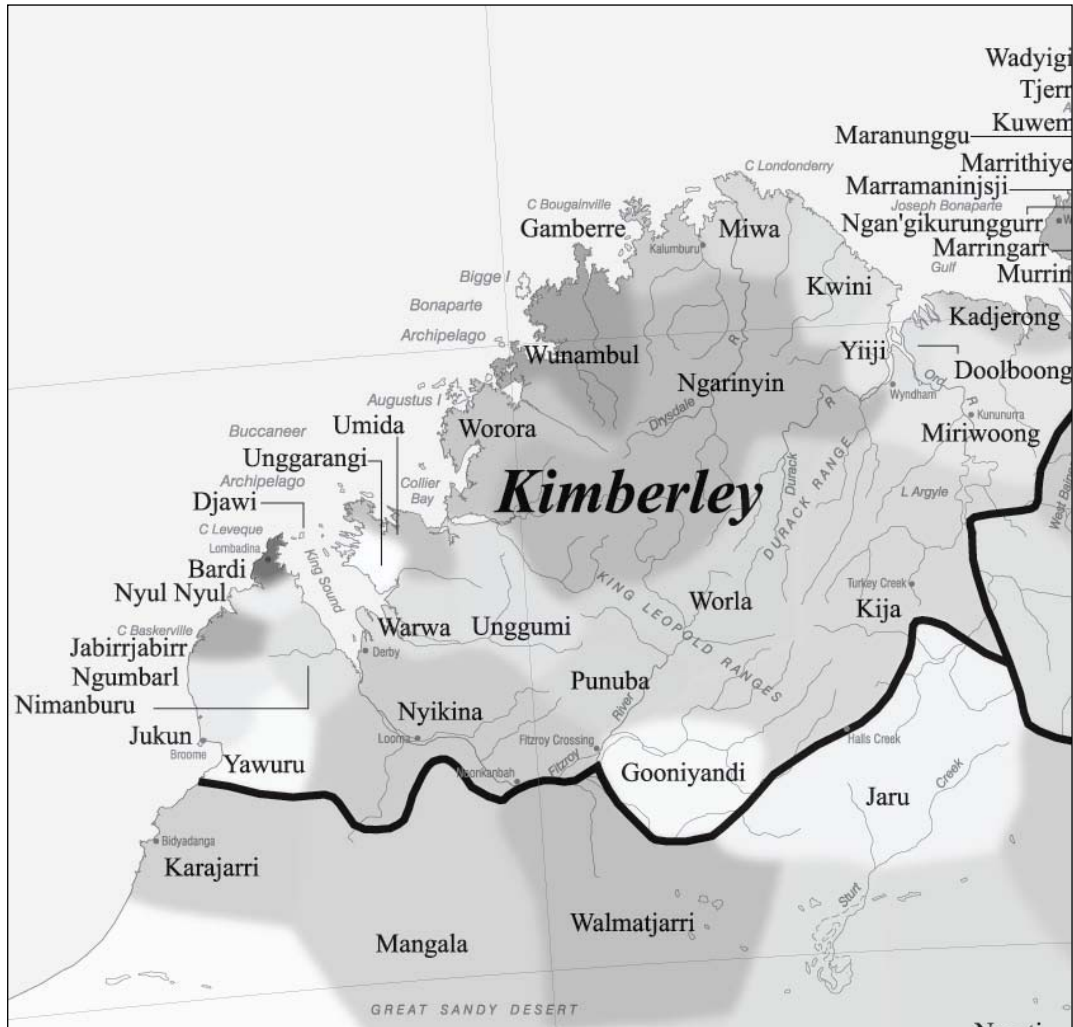 Wadyigi
Tjerr
Kuwem
Maranunggu
Marrithiye
C Londonderry
Marramaninjsji
Joseph Bonaparte
C Bougainville
Gamberre
Miwa
Ngan'gikurunggurr
Kalumburu
Marringarr
Gulf
Murrin
Bigge I
Kwini
Bonaparte
Kadjerong
Archipelago
Wunambul
Yiiji
Doolboong
Ngarinyin
Ord
R
Wyndham
R
Augustus I
Drysdale
R
Kununurra
Umida
Worora
Miriwoong
Buccaneer
Unggarangi
Archipelago
Collier
Bay
Kimberley
Durack
DURACK RANGE
L Argyle
Djawi
C Leveque
Lombadina
King Sound
Bardi
Nyul Nyul
KING LEOPOLD RANGES
Turkey Creek
Worla
Kija
C Baskerville
Warwa
Unggumi
Jabirrjabirr
Derby
Ngumbarl
Punuba
Nimanburu
River
Nyikina
Jukun
Looma
Fitzroy Crossing
Halls Creek
Broome
Yawuru
Noonkanbah
Fitzroy
Gooniyandi
Jaru
Creek
Bidyadanga
Karajarri
Sturt
Walmatjarri
Mangala
GREAT SANDY DESERT